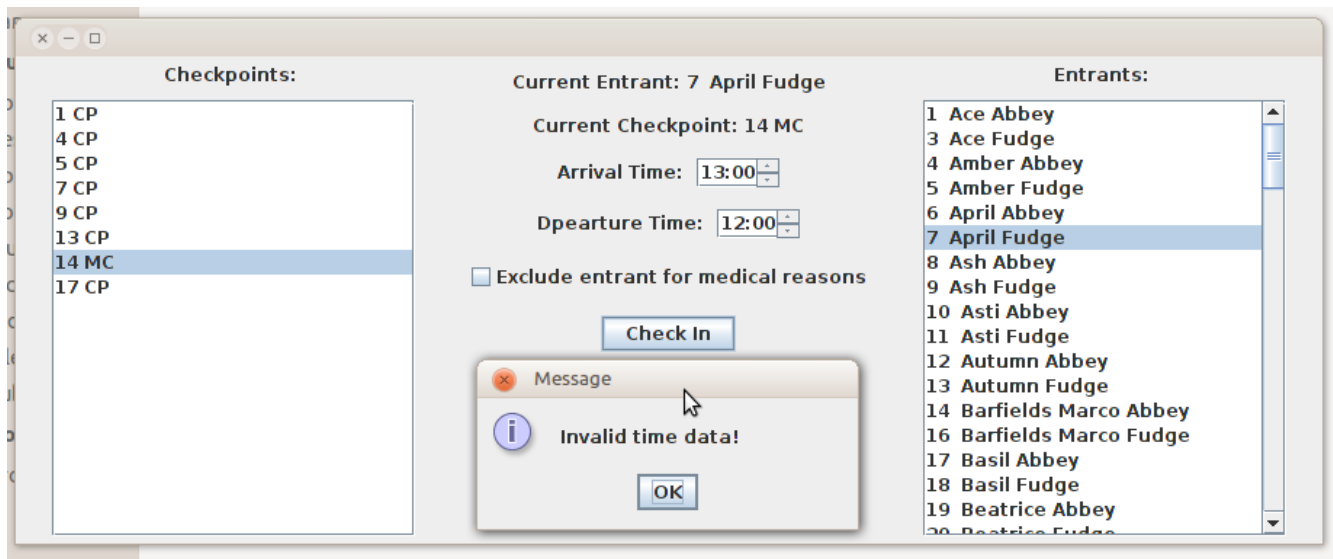 Checkpoints:
1 CP
4 CP
5 CP
7 CP
9 CP
13 CP
14 MC
17 CP
Current Entrant: 7 April Fudge
Current Checkpoint: 14 MC
Arrival Time: 13:00
Dpearture Time: 12:00
Exclude entrant for medical reasons
Check In
Message
Invalid time data!
OK
Entrants:
1 Ace Abbey
3 Ace Fudge
4 Amber Abbey
5 Amber Fudge
6 April Abbey
7 April Fudge
8 Ash Abbey
9 Ash Fudge
10 Asti Abbey
11 Asti Fudge
12 Autumn Abbey
13 Autumn Fudge
14 Barfields Marco Abbey
16 Barfields Marco Fudge
17 Basil Abbey
18 Basil Fudge
19 Beatrice Abbey
20 Beatrice Fudge